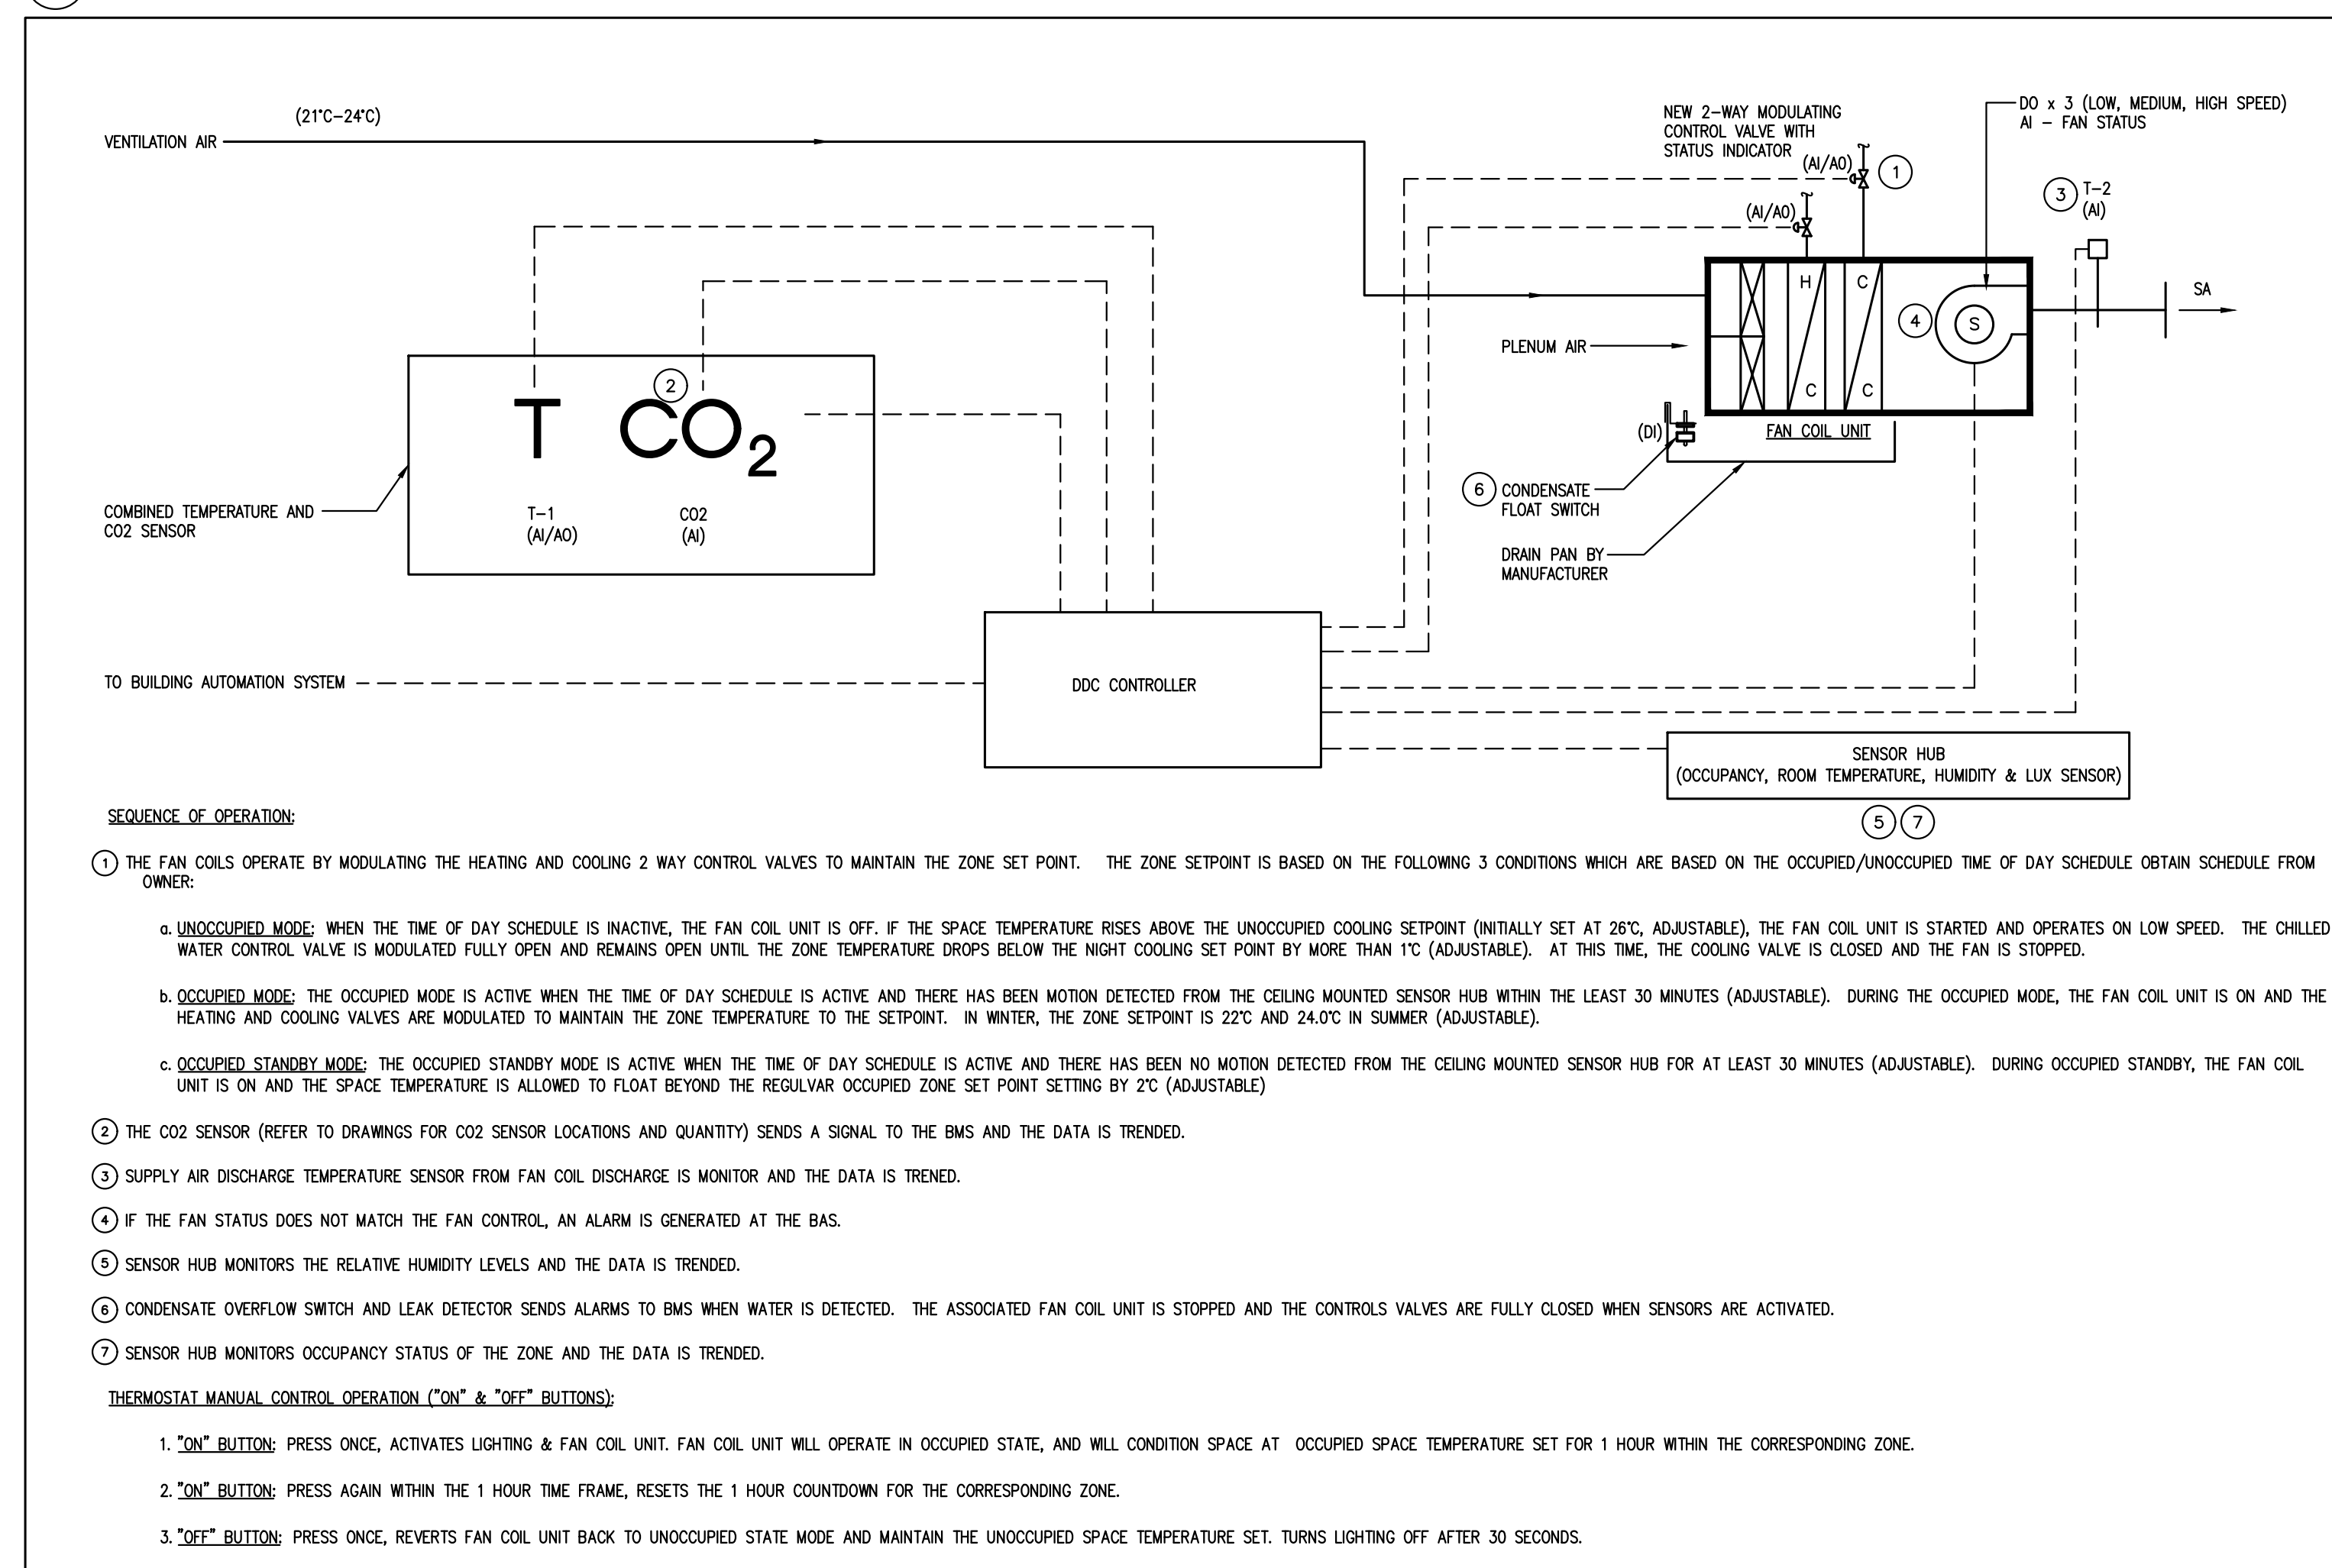 (21°C-24°C)
VENTILATION AIR
NEW 2-WAY MODULATING
CONTROL VALVE WITH
STATUS INDICATOR
(AI/AO)
1
DO x 3 (LOW, MEDIUM, HIGH SPEED)
AI - FAN STATUS
3
T-2
(AI)
(AI/AO)
H
C
SA
4
S
PLENUM AIR
C
C
2
T
CO2
(DI)
FAN COIL UNIT
6
CONDENSATE
FLOAT SWITCH
COMBINED TEMPERATURE AND
CO2 SENSOR
T-1
(AI/AO)
CO2
(AI)
DRAIN PAN BY
MANUFACTURER
TO BUILDING AUTOMATION SYSTEM
DDC CONTROLLER
SENSOR HUB
(OCCUPANCY, ROOM TEMPERATURE, HUMIDITY & LUX SENSOR)
5 7
SEQUENCE OF OPERATION:
1 THE FAN COILS OPERATE BY MODULATING THE HEATING AND COOLING 2 WAY CONTROL VALVES TO MAINTAIN THE ZONE SET POINT. THE ZONE SETPOINT IS BASED ON THE FOLLOWING 3 CONDITIONS WHICH ARE BASED ON THE OCCUPIED/UNOCCUPIED TIME OF DAY SCHEDULE OBTAIN SCHEDULE FROM
OWNER:
a. UNOCCUPIED MODE: WHEN THE TIME OF DAY SCHEDULE IS INACTIVE, THE FAN COIL UNIT IS OFF. IF THE SPACE TEMPERATURE RISES ABOVE THE UNOCCUPIED COOLING SETPOINT (INITIALLY SET AT 26°C, ADJUSTABLE), THE FAN COIL UNIT IS STARTED AND OPERATES ON LOW SPEED. THE CHILLED
WATER CONTROL VALVE IS MODULATED FULLY OPEN AND REMAINS OPEN UNTIL THE ZONE TEMPERATURE DROPS BELOW THE NIGHT COOLING SET POINT BY MORE THAN 1°C (ADJUSTABLE). AT THIS TIME, THE COOLING VALVE IS CLOSED AND THE FAN IS STOPPED.
b. OCCUPIED MODE: THE OCCUPIED MODE IS ACTIVE WHEN THE TIME OF DAY SCHEDULE IS ACTIVE AND THERE HAS BEEN MOTION DETECTED FROM THE CEILING MOUNTED SENSOR HUB WITHIN THE LEAST 30 MINUTES (ADJUSTABLE). DURING THE OCCUPIED MODE, THE FAN COIL UNIT IS ON AND THE
HEATING AND COOLING VALVES ARE MODULATED TO MAINTAIN THE ZONE TEMPERATURE TO THE SETPOINT. IN WINTER, THE ZONE SETPOINT IS 22°C AND 24.0°C IN SUMMER (ADJUSTABLE).
c. OCCUPIED STANDBY MODE: THE OCCUPIED STANDBY MODE IS ACTIVE WHEN THE TIME OF DAY SCHEDULE IS ACTIVE AND THERE HAS BEEN NO MOTION DETECTED FROM THE CEILING MOUNTED SENSOR HUB FOR AT LEAST 30 MINUTES (ADJUSTABLE). DURING OCCUPIED STANDBY, THE FAN COIL
UNIT IS ON AND THE SPACE TEMPERATURE IS ALLOWED TO FLOAT BEYOND THE REGULVAR OCCUPIED ZONE SET POINT SETTING BY 2°C (ADJUSTABLE)
2 THE CO2 SENSOR (REFER TO DRAWINGS FOR CO2 SENSOR LOCATIONS AND QUANTITY) SENDS A SIGNAL TO THE BMS AND THE DATA IS TRENDED.
3 SUPPLY AIR DISCHARGE TEMPERATURE SENSOR FROM FAN COIL DISCHARGE IS MONITOR AND THE DATA IS TRENED.
4 IF THE FAN STATUS DOES NOT MATCH THE FAN CONTROL, AN ALARM IS GENERATED AT THE BAS.
5 SENSOR HUB MONITORS THE RELATIVE HUMIDITY LEVELS AND THE DATA IS TRENDED.
6 CONDENSATE OVERFLOW SWITCH AND LEAK DETECTOR SENDS ALARMS TO BMS WHEN WATER IS DETECTED. THE ASSOCIATED FAN COIL UNIT IS STOPPED AND THE CONTROLS VALVES ARE FULLY CLOSED WHEN SENSORS ARE ACTIVATED.
7 SENSOR HUB MONITORS OCCUPANCY STATUS OF THE ZONE AND THE DATA IS TRENDED.
THERMOSTAT MANUAL CONTROL OPERATION ("ON" & "OFF" BUTTONS):
1. "ON" BUTTON: PRESS ONCE, ACTIVATES LIGHTING & FAN COIL UNIT. FAN COIL UNIT WILL OPERATE IN OCCUPIED STATE, AND WILL CONDITION SPACE AT OCCUPIED SPACE TEMPERATURE SET FOR 1 HOUR WITHIN THE CORRESPONDING ZONE.
2. "ON" BUTTON: PRESS AGAIN WITHIN THE 1 HOUR TIME FRAME, RESETS THE 1 HOUR COUNTDOWN FOR THE CORRESPONDING ZONE.
3. "OFF" BUTTON: PRESS ONCE, REVERTS FAN COIL UNIT BACK TO UNOCCUPIED STATE MODE AND MAINTAIN THE UNOCCUPIED SPACE TEMPERATURE SET. TURNS LIGHTING OFF AFTER 30 SECONDS.